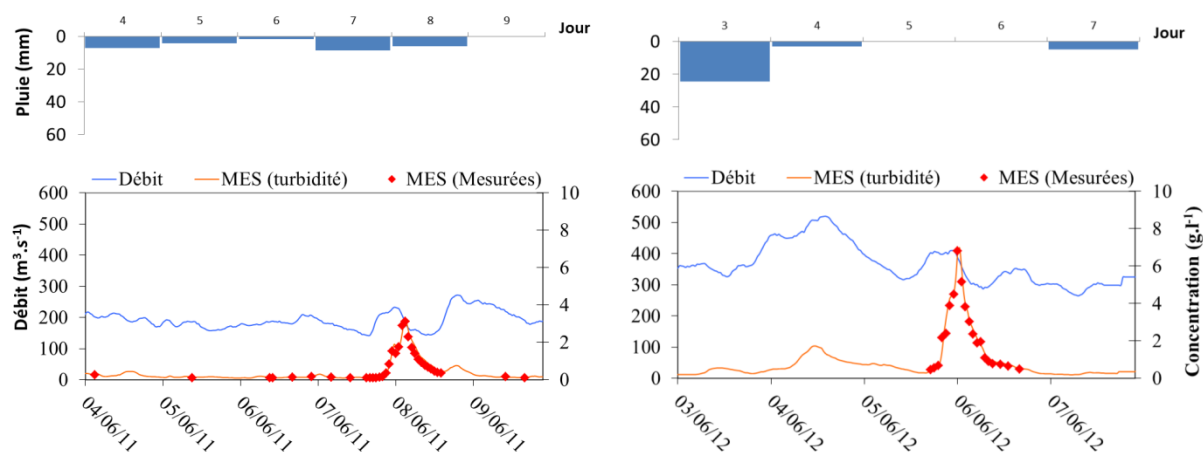 4 5 6 7 8 9 Jour
0
20
40
60
Pluie (mm)
Débit MES (turbidité) MES (Mesurées)
600 10
500 8
400 6
300
200 4
100 2
0 0
Débit (m³.s⁻¹)
04/06/11 05/06/11 06/06/11 07/06/11 08/06/11 09/06/11
3 4 5 6 7 Jour
0
20
40
60
Débit MES (turbidité) MES (Mesurées)
600 10
500 8
400 6
300
200 4
100 2
0 0
Concentration (g.l⁻¹)
03/06/12 04/06/12 05/06/12 06/06/12 07/06/12